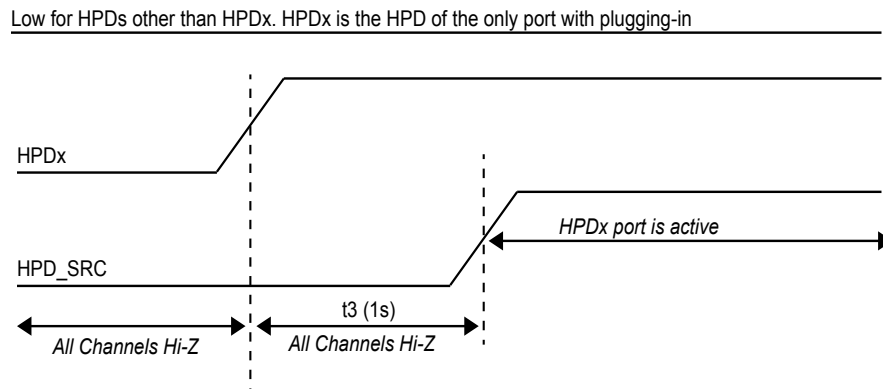 Low for HPDs other than HPDx. HPDx is the HPD of the only port with plugging-in
HPDx
HPDx port is active
HPD_SRC
t3 (1s)
All Channels Hi-Z
All Channels Hi-Z